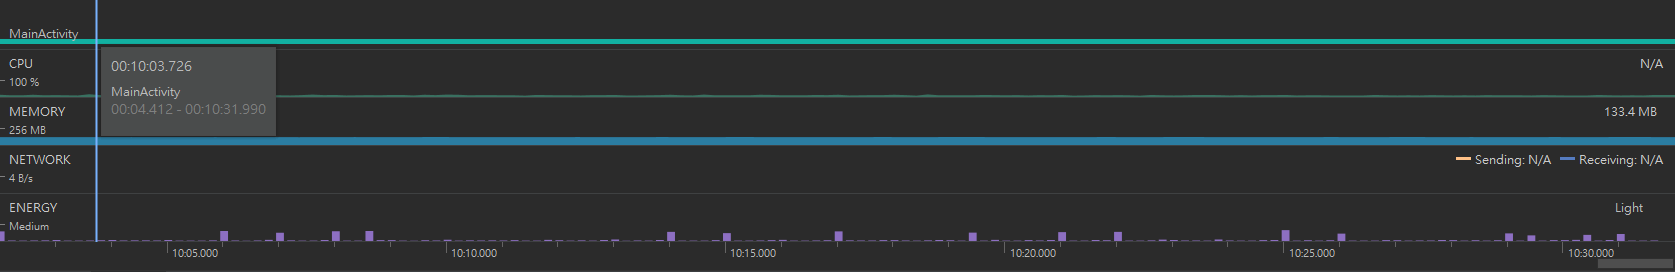 MainActivity
00:10:03.726
MainActivity
00:04.412 - 00:10:31.990
CPU
100 %
N/A
MEMORY
256 MB
133.4 MB
NETWORK
4 B/s
Sending: N/A Receiving: N/A
ENERGY
Medium
Light
10:05.000 10:10.000 10:15.000 10:20.000 10:25.000 10:30.000